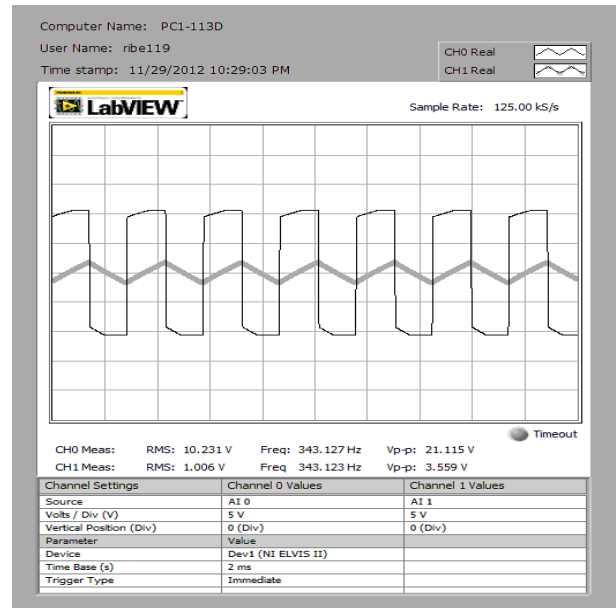 Computer Name: PC1-113D
User Name: ribe119
CH0 Real
Time stamp: 11/29/2012 10:29:03 PM
CH1 Real
LabVIEW
Sample Rate: 125.00 kS/s
Timeout
CH0 Meas: RMS: 10.231 V Freq: 343.127 Hz Vp-p: 21.115 V
CH1 Meas: RMS: 1.006 V Freq 343.123 Hz Vp-p: 3.559 V
Channel Settings Channel 0 Values Channel 1 Values
Source AI 0 AI 1
Volts / Div (V) 5 V 5 V
Vertical Position (Div) 0 (Div) 0 (Div)
Parameter Value
Device Dev1 (NI ELVIS II)
Time Base (s) 2 ms
Trigger Type Immediate